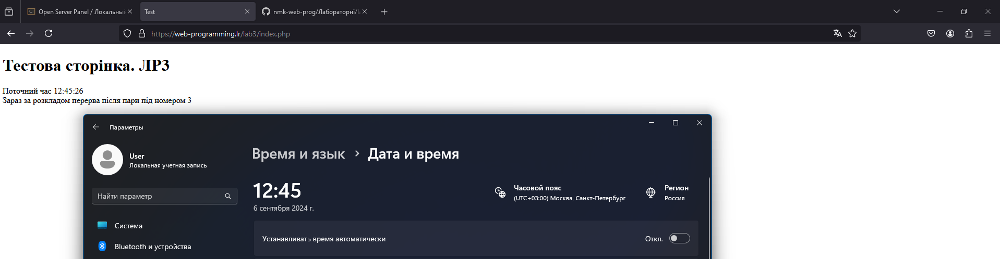 Open Server Panel / Локальный
Test
nmk-web-prog/Лабораторні/
https://web-programming.lr/lab3/index.php
Тестова сторінка. ЛР3
Поточний час 12:45:26
Зараз за розкладом перерва після пари під номером 3
Параметры
User
Локальная учетная запись
Найти параметр
Система
Bluetooth и устройства
Время и язык > Дата и время
12:45
6 сентября 2024 г.
Часовой пояс
(UTC+03:00) Москва, Санкт-Петербург
Регион
Россия
Устанавливать время автоматически
Откл.